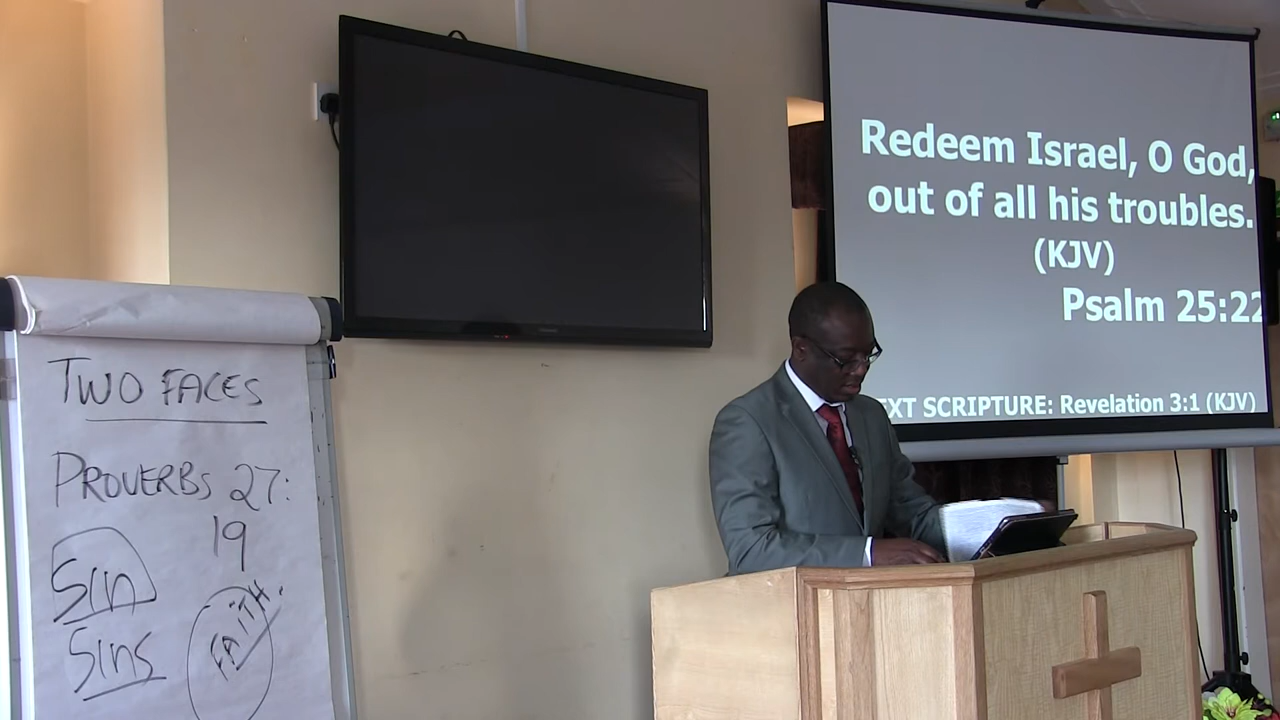 TWO FACES
PROVERBS 27:
19
Sin
Sins
FAITH.
Redeem Israel, O God,
out of all his troubles.
(KJV)
Psalm 25:22
EXT SCRIPTURE: Revelation 3:1 (KJV)